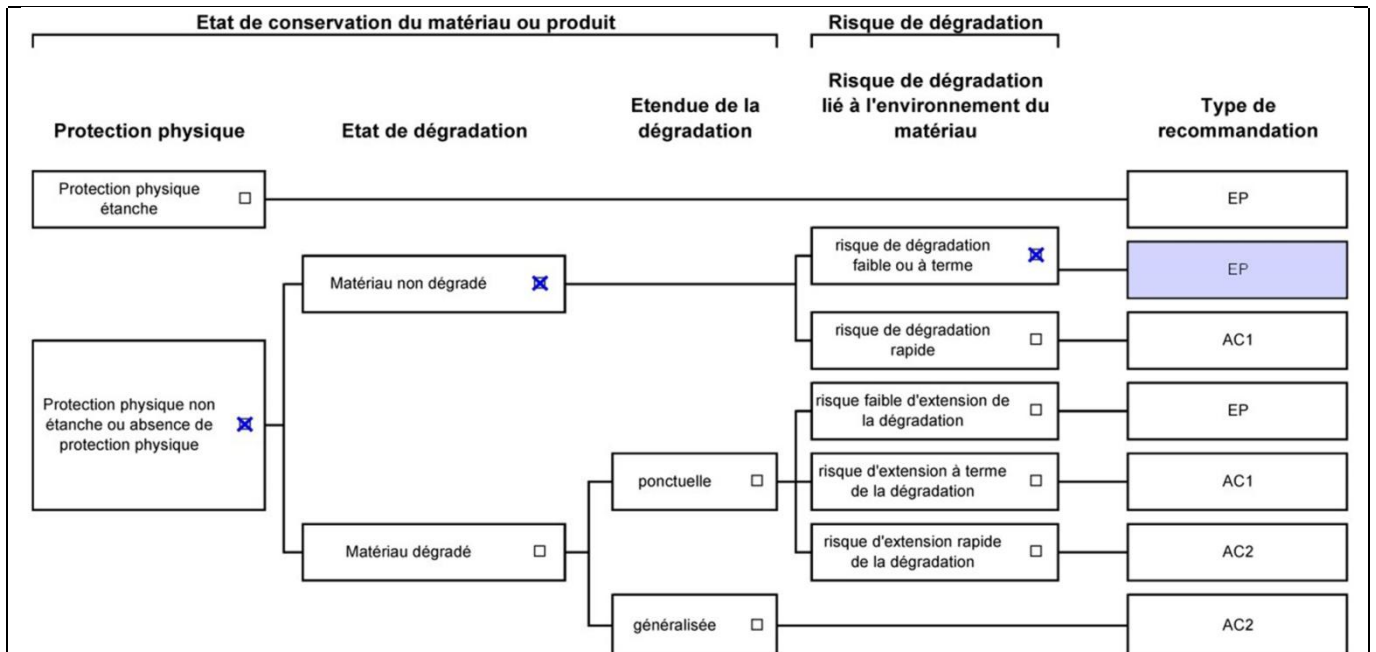 Etat de conservation du matériau ou produit
Risque de dégradation
Protection physique
Etat de dégradation
Etendue de la
dégradation
Risque de dégradation
lié à l'environnement du
matériau
Type de
recommandation
Protection physique
étanche
EP
Matériau non dégradé
risque de dégradation
faible ou à terme
EP
risque de dégradation
rapide
AC1
Protection physique non
étanche ou absence de
protection physique
risque faible d'extension de
la dégradation
EP
ponctuelle
risque d'extension à terme
de la dégradation
AC1
Matériau dégradé
risque d'extension rapide
de la dégradation
AC2
généralisée
AC2